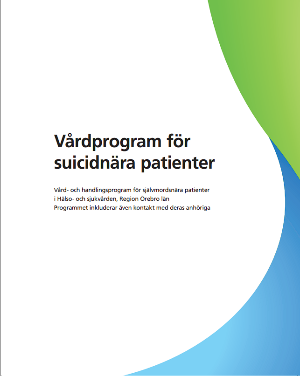 Vårdprogram för
suicidnära patienter
Vård- och handlingsprogram för självmordsnära patienter
i Hälso- och sjukvården, Region Örebro län
Programmet inkluderar även kontakt med deras anhöriga